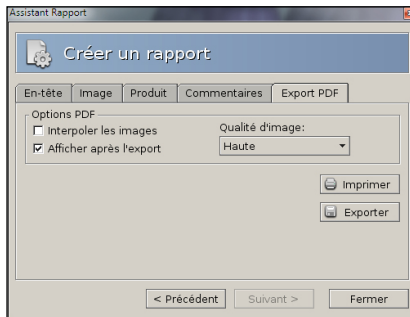 Assistant Rapport
Créer un rapport
En-tête Image Produit Commentaires Export PDF
Options PDF
Interpoler les images Qualité d'image:
Afficher après l'export Haute
Imprimer
Exporter
< Précédent Suivant > Fermer